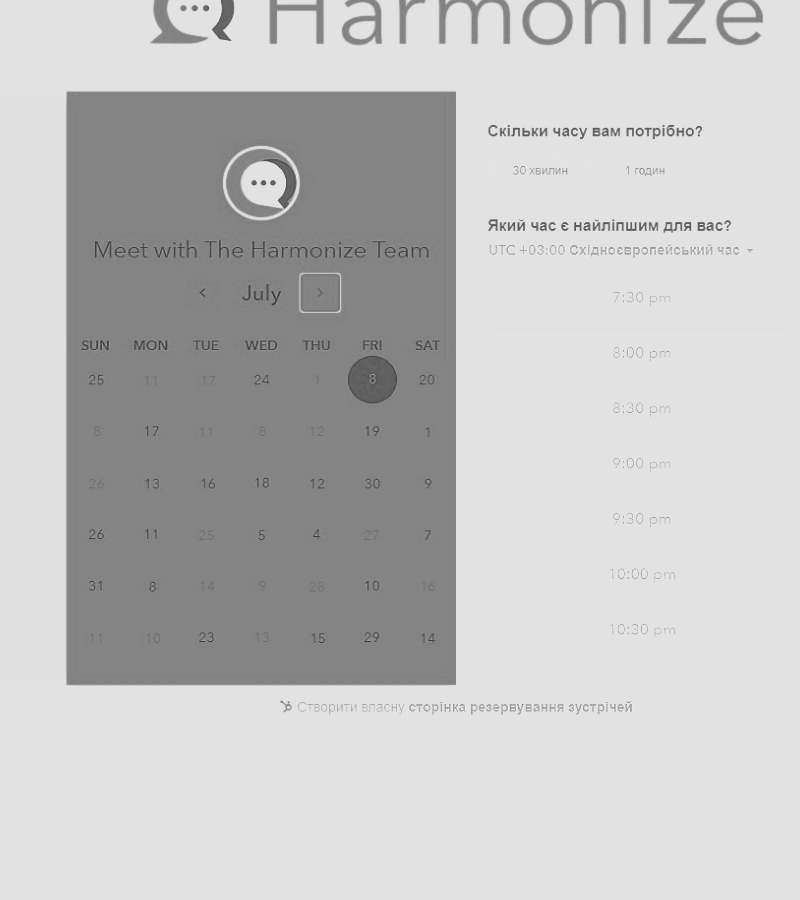 Harmonize
Meet with The Harmonize Team
July
SUN MON TUE WED THU FRI SAT
25 11 17 24 1 8 20
8 17 11 8 12 19 1
26 13 16 18 12 30 9
26 11 25 5 4 27 7
31 8 14 9 28 10 16
11 10 23 13 15 29 14
Скільки часу вам потрібно?
30 хвилин 1 годин
Який час є найліпшим для вас?
UTC +03:00 Східноєвропейський час
7:30 pm
8:00 pm
8:30 pm
9:00 pm
9:30 pm
10:00 pm
10:30 pm
Створити власну сторінка резервування зустрічей